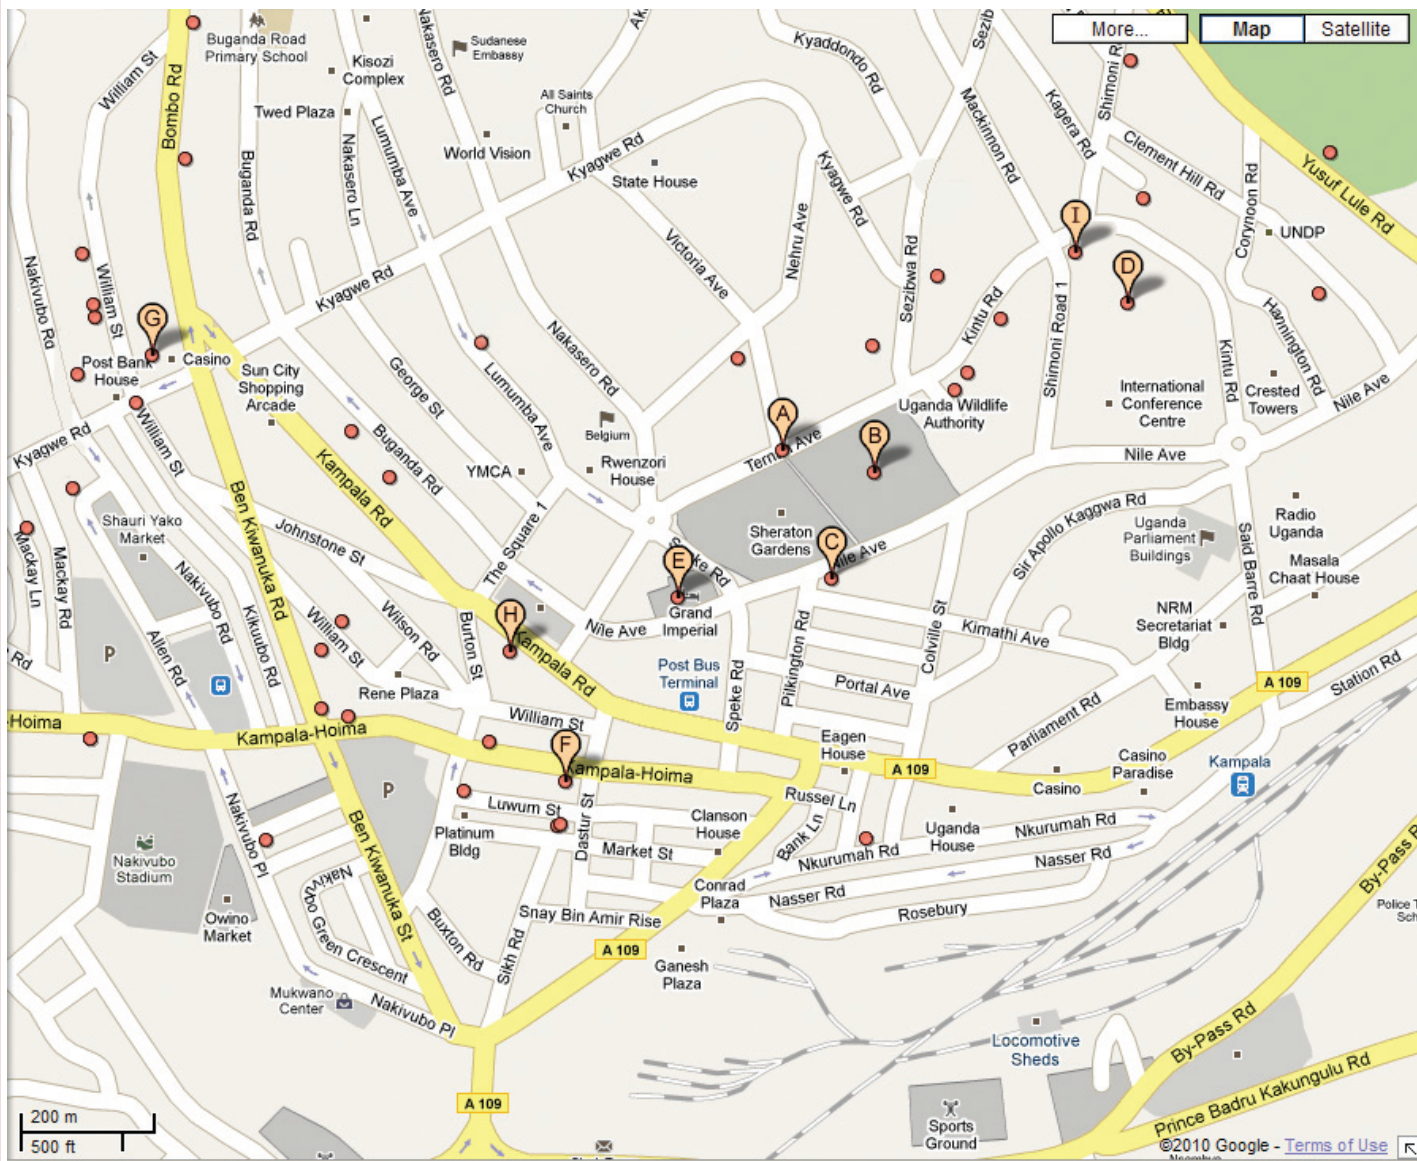 More...
Map
Satellite
Buganda Road
Primary School
Sudanese
Embassy
Kisozi
Complex
Twed Plaza
All Saints
Church
World Vision
State House
William St
Bombo Rd
Buganda Rd
Nakasero Ln
Lumumba Ave
Nakasero Rd
Kyagwe Rd
Kyaddondo Rd
Kyagwe Rd
Sezib
Mackinnon Rd
Kagera Rd
Shimoni R
Clement Hill Rd
Corynoon Rd
Yusuf Lule Rd
UNDP
I
D
G
Nakivubo Rd
William St
Kyagwe Rd
Victoria Ave
Nehru Ave
Sezibwa Rd
Kintu Rd
Shimoni Road 1
Kintu Rd
Harmington Rd
Nile Ave
Post Bank
House
Casino
Sun City
Shopping
Arcade
George St
Lumumba Ave
Nakasero Rd
Belgium
Uganda Wildlife
Authority
International
Conference
Centre
Crested
Towers
A
B
Ternan Ave
Kyagwe Rd
William St
Buganda Rd
Kampala Rd
YMCA
Rwenzori
House
Nile Ave
Shauri Yako
Market
Ben Kiwanuka Rd
Johnstone St
The Square 1
Sheraton
Gardens
C
Nile Ave
Sir Apollo Kaggwa Rd
Uganda
Parliament
Buildings
Radio
Uganda
Said Barre Rd
Masala
Chaat House
Mackay Ln
Mackay Rd
Nakivubo Rd
Kikuubo Rd
Allen Rd
William St
Wilson Rd
Burton St
H
E
Grand
Imperial
Nile Ave
Kampala Rd
Kimathi Ave
Colville St
Pilkington Rd
NRM
Secretariat
Bldg
P
Rd
Rene Plaza
Post Bus
Terminal
Speke Rd
Portal Ave
Parliament Rd
Embassy
House
A 109
Station Rd
-Hoima
Kampala-Hoima
William St
F
Kampala-Hoima
Eagen
House
A 109
Casino
Casino
Paradise
Kampala
P
Luwum St
Russel Ln
Dastur St
Clanson
House
Bank Ln
Uganda
House
Nkurumah Rd
Nakivubo
Stadium
Nakivubo Pl
Ben Kiwanuka St
Platinum
Bldg
Market St
Nkurumah Rd
Nasser Rd
Nasser Rd
Rosebury
Conrad
Plaza
By-Pass R
Police T
Sch
Owino
Market
Nakivubo Green Crescent
Buxton Rd
Sikh Rd
Snay Bin Amir Rise
A 109
Ganesh
Plaza
Mukwano
Center
Nakivubo Pl
Locomotive
Sheds
By-Pass Rd
Prince Badru Kakungulu Rd
A 109
Sports
Ground
200 m
500 ft
©2010 Google - Terms of Use